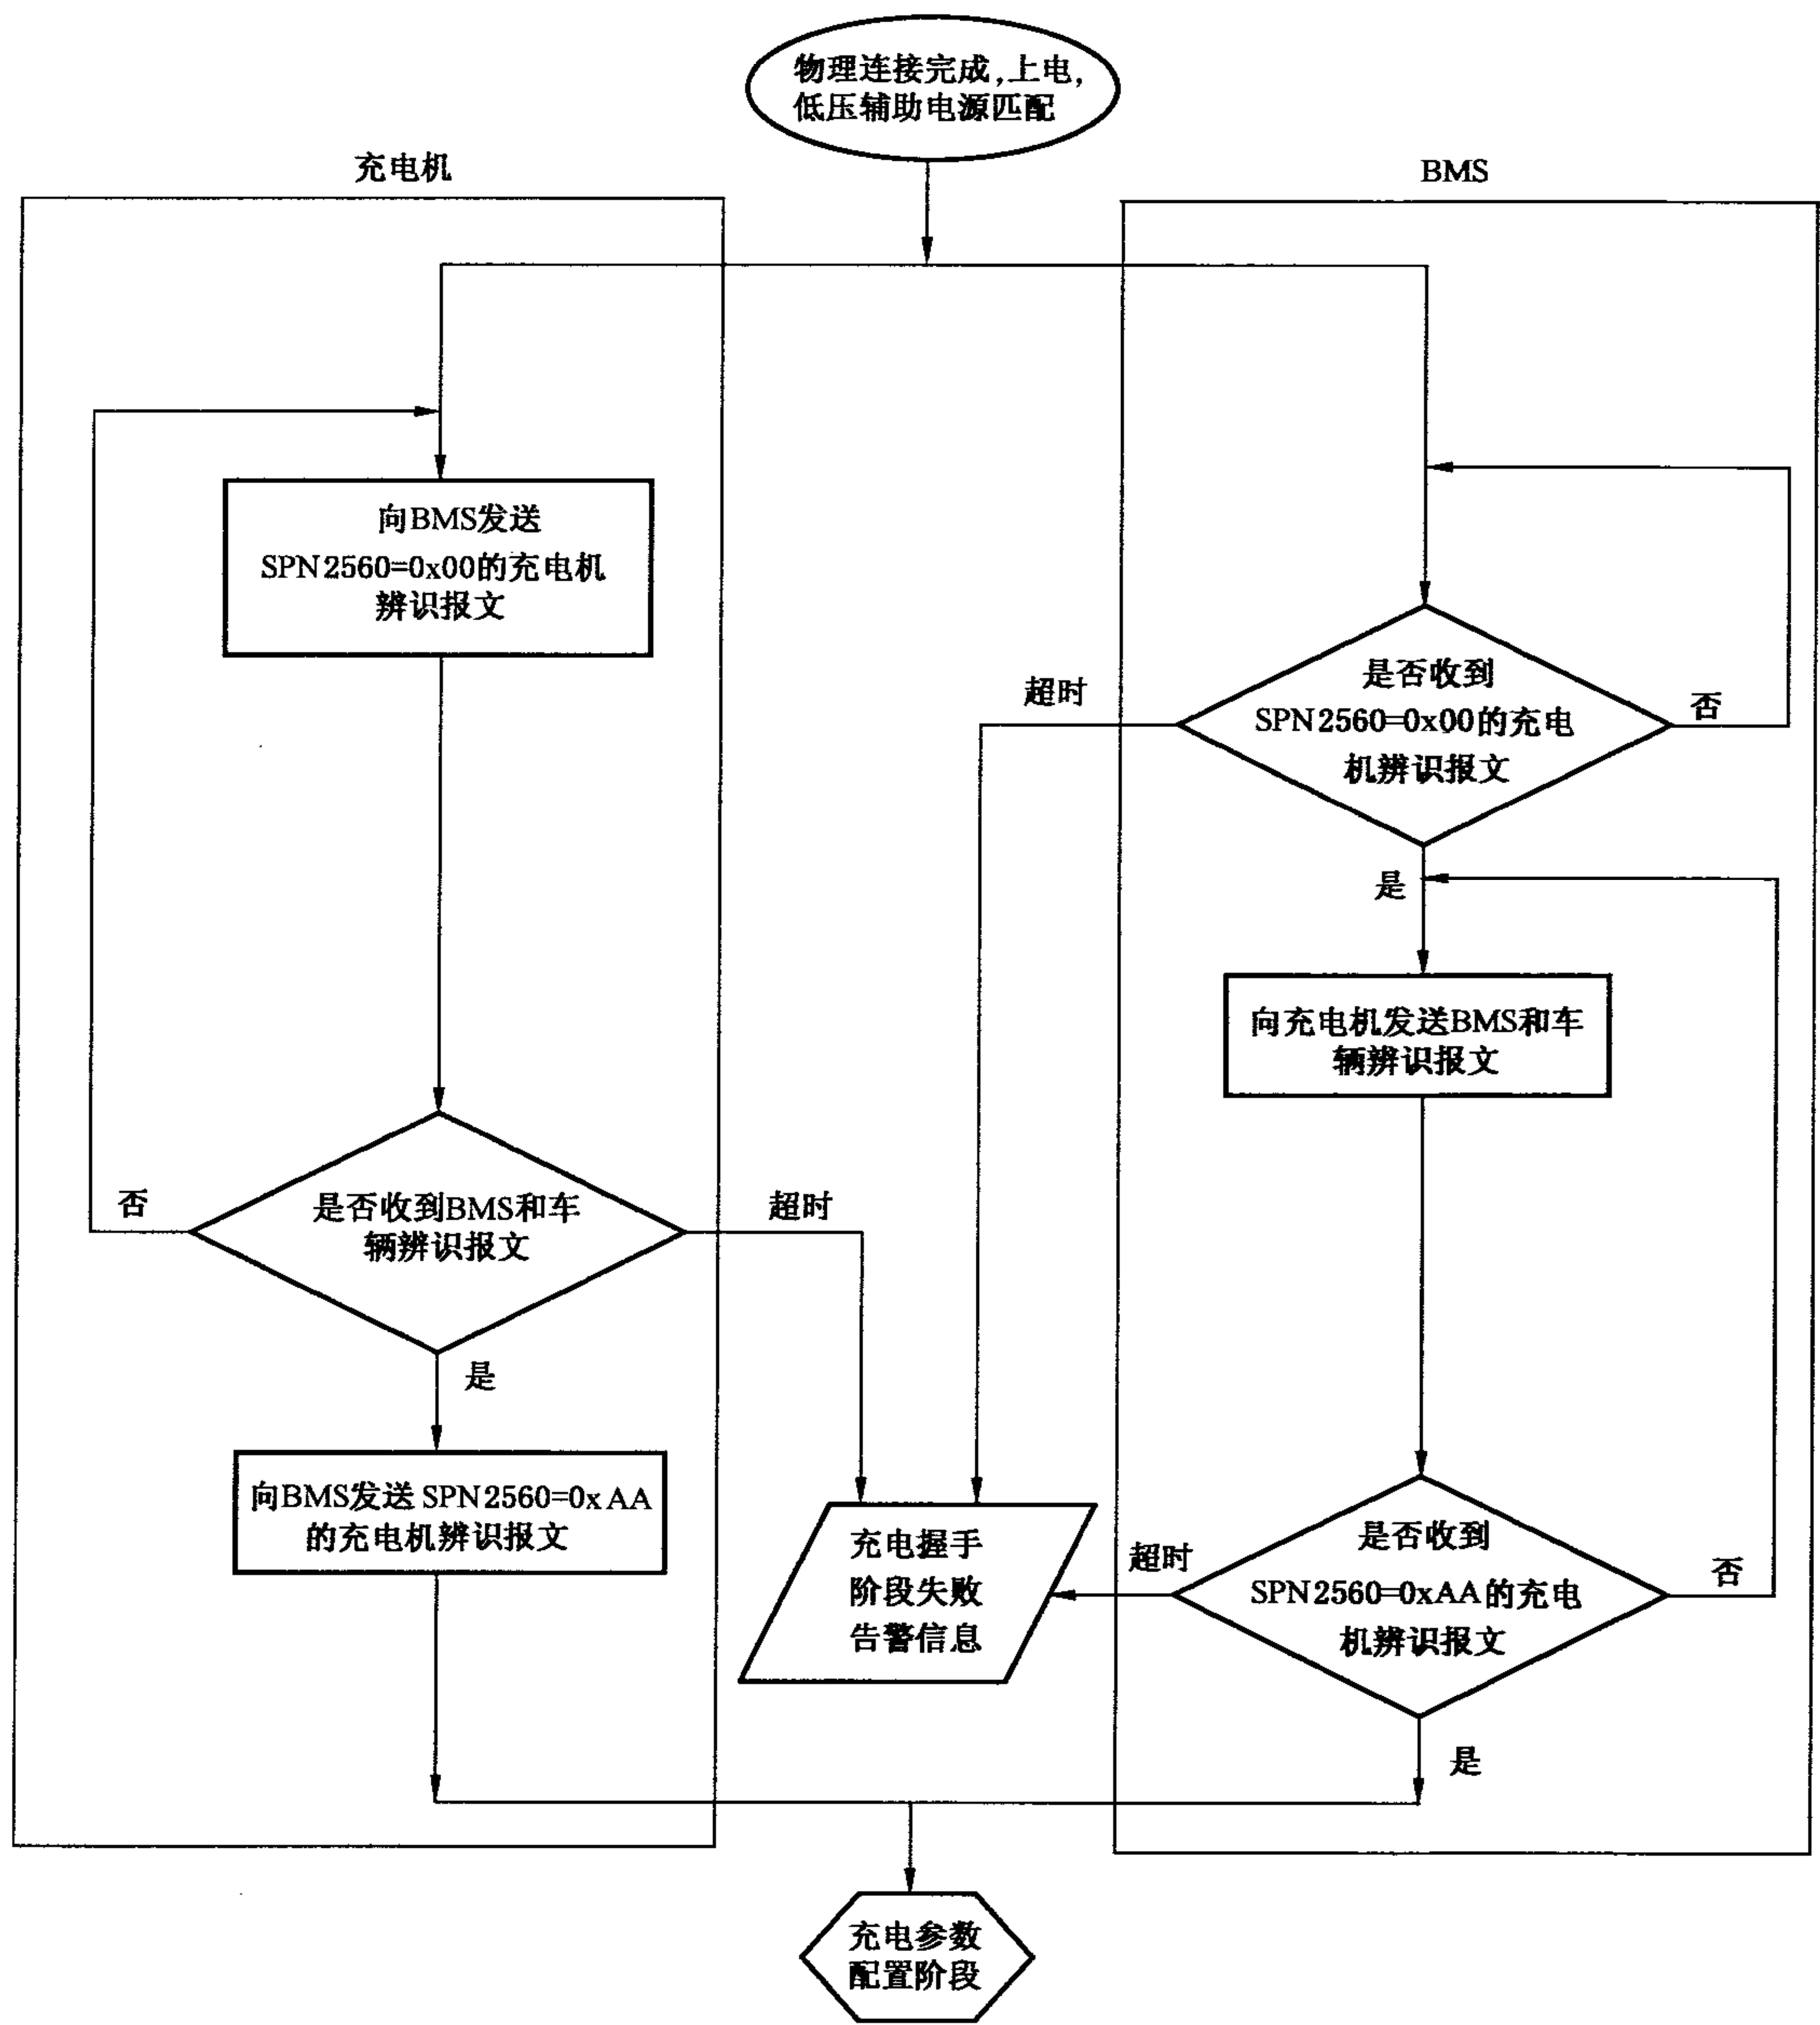 物理连接完成,上电,
低压辅助电源匹配
充电机
BMS
向BMS发送
SPN2560=0x00的充电机
辨识报文
是否收到
SPN2560=0x00的充电
机辨识报文
超时
否
是
向充电机发送BMS和车
辆辨识报文
是否收到BMS和车
辆辨识报文
否
超时
是
向BMS发送 SPN2560=0xAA
的充电机辨识报文
充电握手
阶段失败
告警信息
超时
是否收到
SPN2560=0xAA的充电
机辨识报文
否
是
充电参数
配置阶段